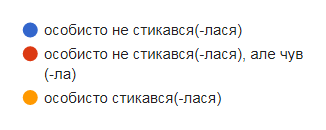 особисто не стикався(-лася)
особисто не стикався(-лася), але чув
(-ла)
особисто стикався(-лася)